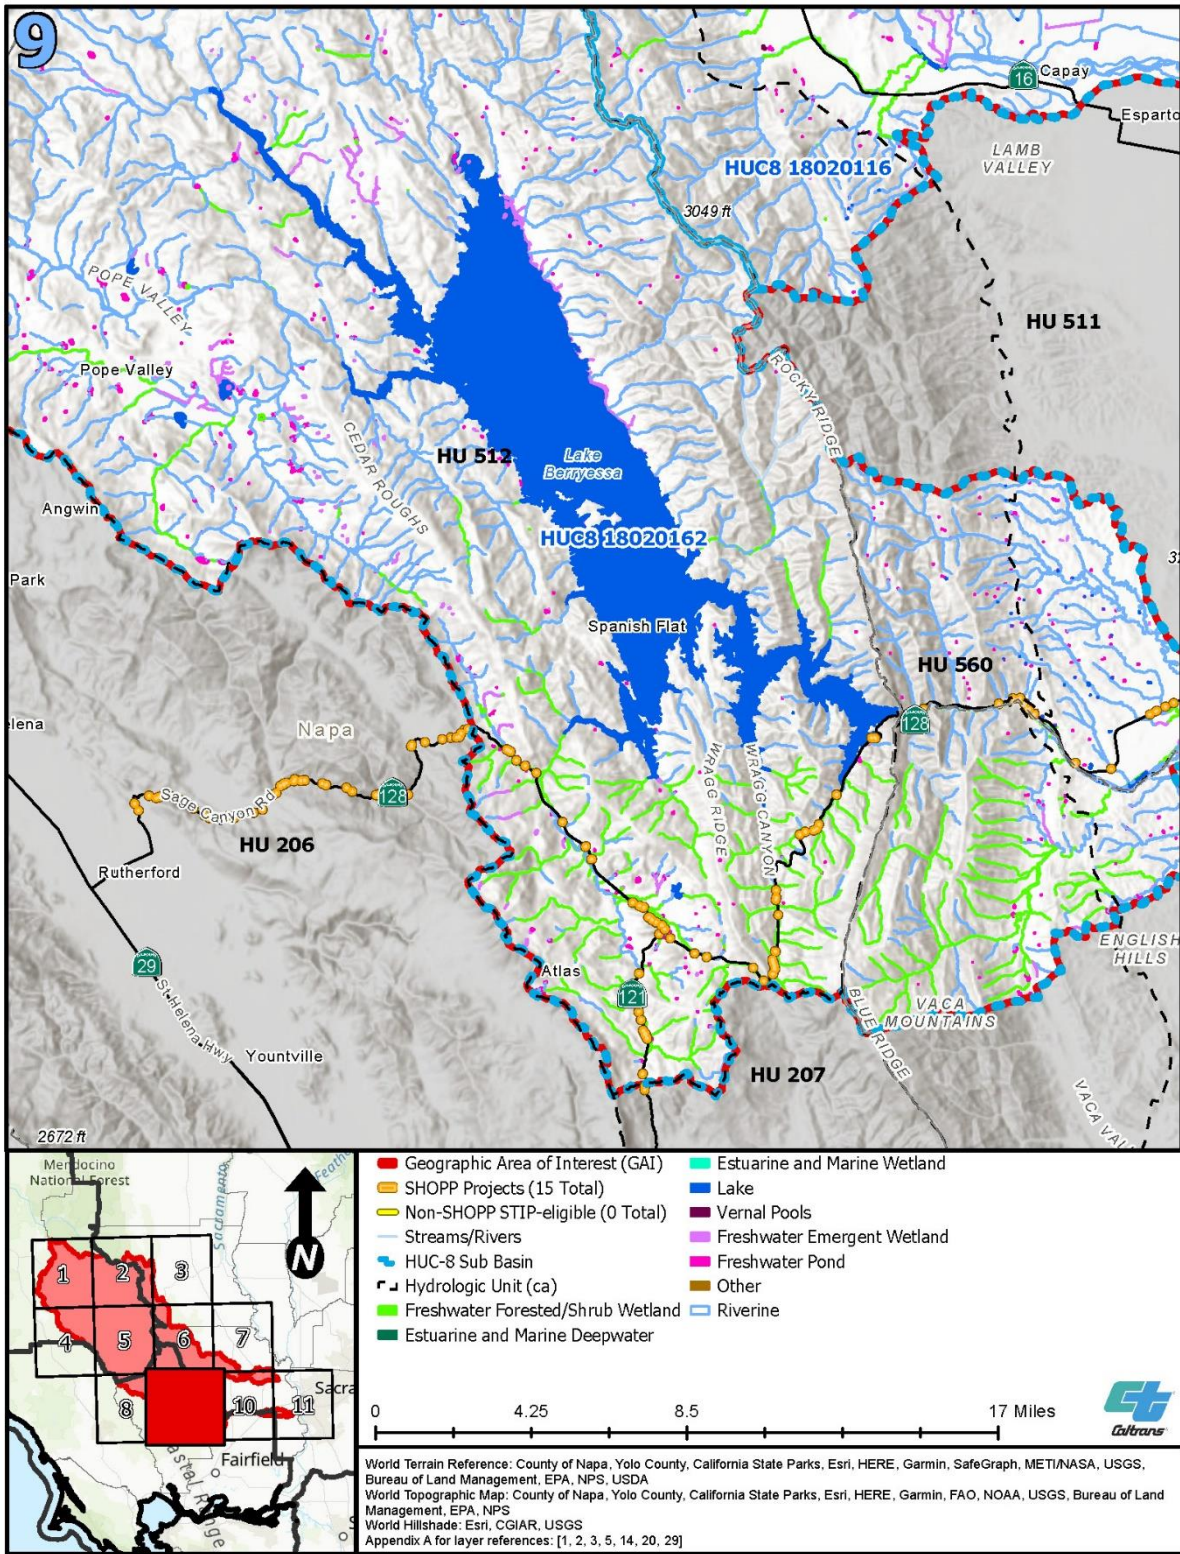 9
16
Capay
Esparto
LAMB
VALLEY
HUC8 18020116
3049 ft
HU 511
POPE VALLEY
Pope Valley
ROCKY RIDGE
CEDAR ROUGHS
HU 512
Lake
Berryessa
Angwin
HUC8 18020162
Park
Spanish Flat
HU 560
elena
Napa
128
WRAGG RIDGE
WRAGG CANYON
128
Sage Canyon Rd
HU 206
Rutherford
ENGLISH
HILLS
29
Atlas
121
St Helena Hwy
VACA
MOUNTAINS
BLUE RIDGE
Yountville
HU 207
VACA VAL
2672 ft
Mendocino
National Forest
Sacramento
Feath
N
1
2
3
4
5
6
7
8
10
11
Sacra
Fairfield
astal Range
Geographic Area of Interest (GAI)
SHOPP Projects (15 Total)
Non-SHOPP STIP-eligible (0 Total)
Streams/Rivers
HUC-8 Sub Basin
Hydrologic Unit (ca)
Freshwater Forested/Shrub Wetland
Estuarine and Marine Deepwater
Estuarine and Marine Wetland
Lake
Vernal Pools
Freshwater Emergent Wetland
Freshwater Pond
Other
Riverine
0 4.25 8.5 17 Miles
Caltrans
World Terrain Reference: County of Napa, Yolo County, California State Parks, Esri, HERE, Garmin, SafeGraph, METI/NASA, USGS,
Bureau of Land Management, EPA, NPS, USDA
World Topographic Map: County of Napa, Yolo County, California State Parks, Esri, HERE, Garmin, FAO, NOAA, USGS, Bureau of Land
Management, EPA, NPS
World Hillshade: Esri, CGIAR, USGS
Appendix A for layer references: [1, 2, 3, 5, 14, 20, 29]